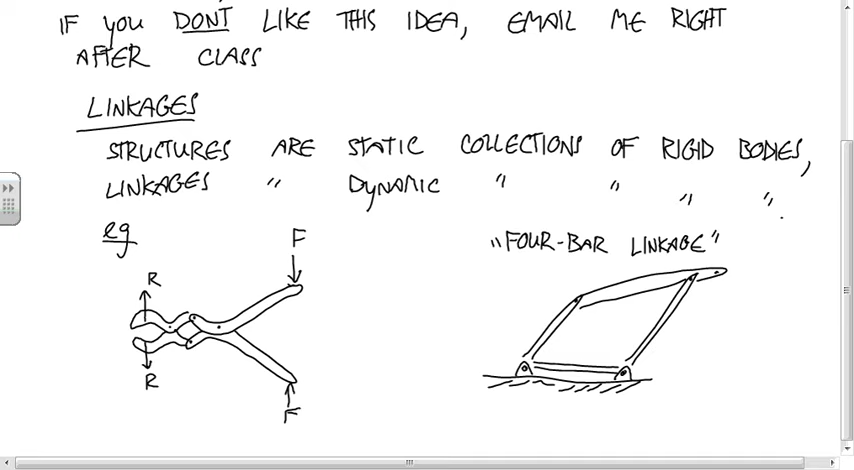 IF you DONT LIKE THIS IDEA, EMAIL ME RIGHT
AFTER CLASS
LINKAGES
STRUCTURES ARE STATIC COLLECTIONS OF RIGID BODIES,
LINKAGES " DYNAMIC " " " ".
eg
"FOUR-BAR LINKAGE"
F
R
R
F